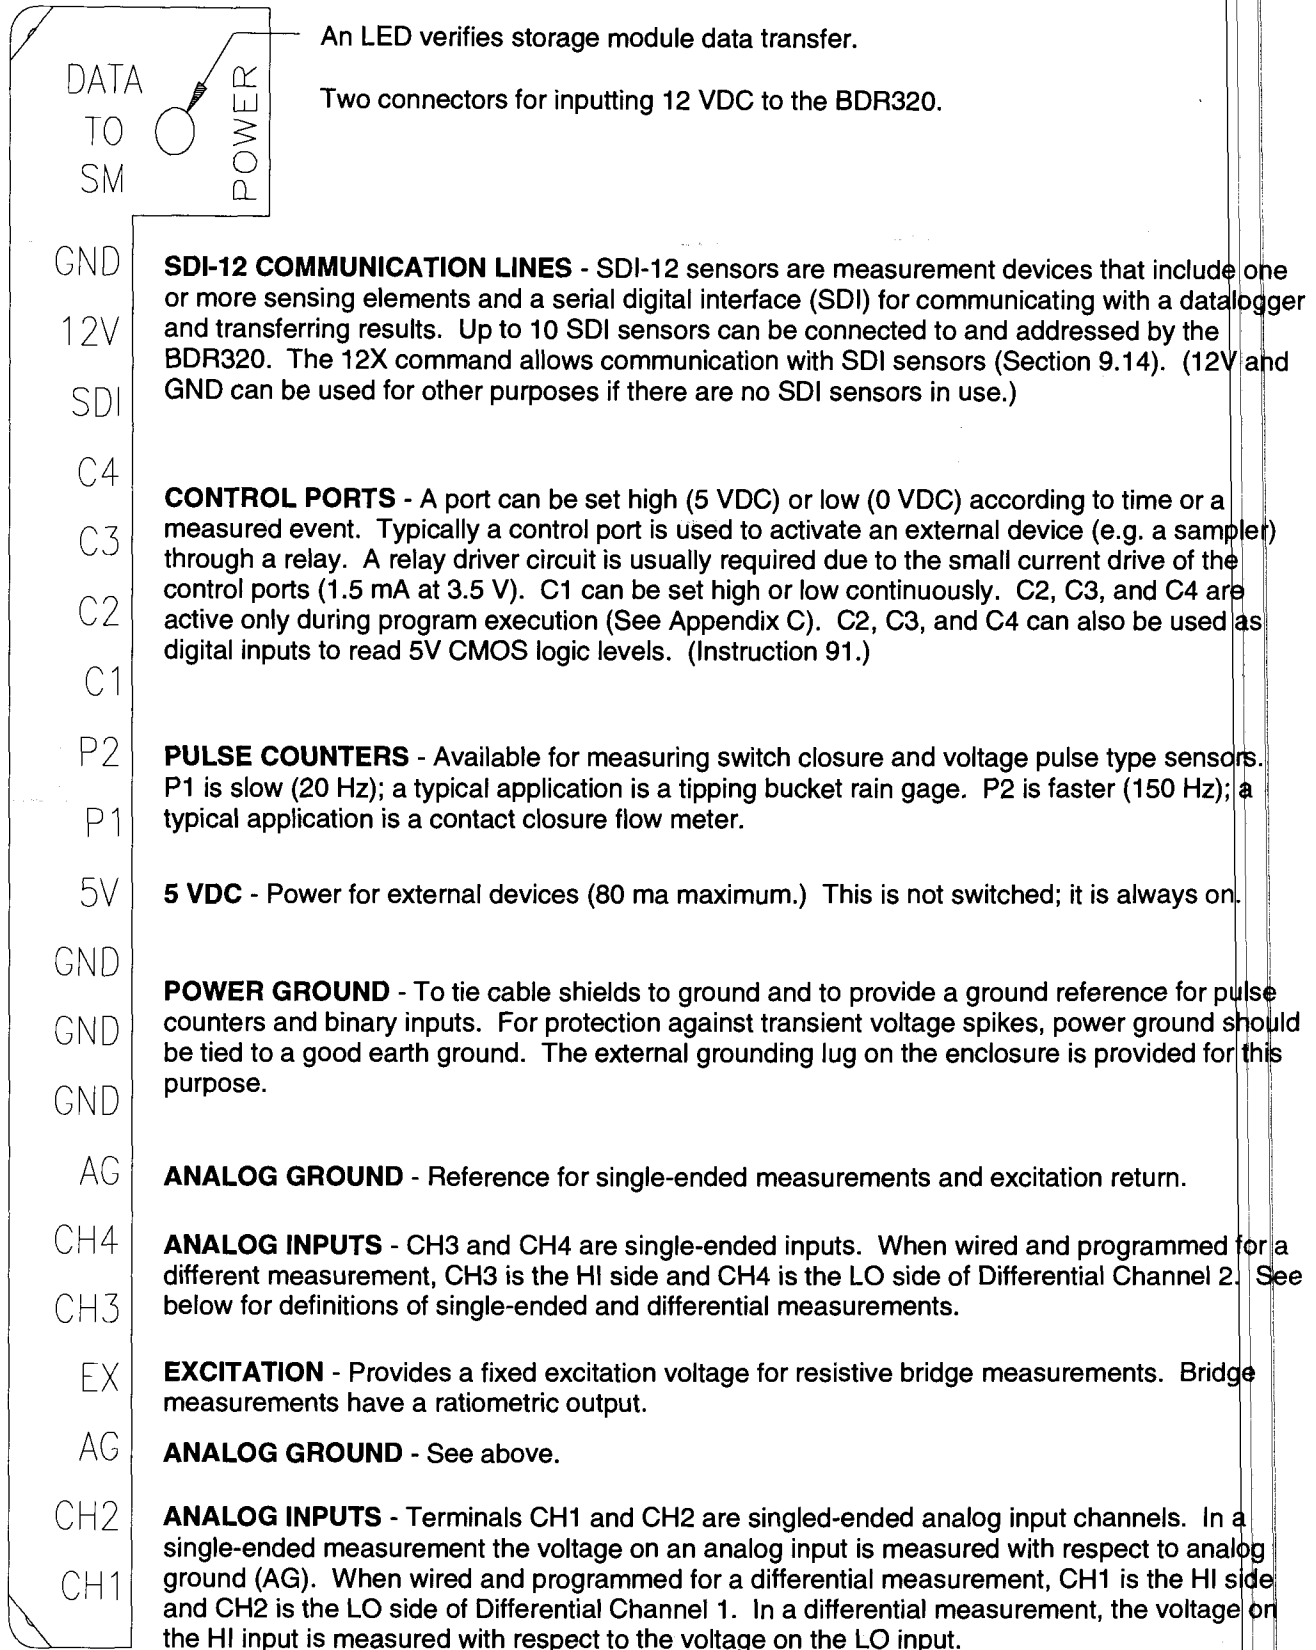 An LED verifies storage module data transfer.
DATA
TO
SM
POWER
Two connectors for inputting 12 VDC to the BDR320.
GND
12V
SDI
SDI-12 COMMUNICATION LINES - SDI-12 sensors are measurement devices that include one
or more sensing elements and a serial digital interface (SDI) for communicating with a datalogger
and transferring results. Up to 10 SDI sensors can be connected to and addressed by the
BDR320. The 12X command allows communication with SDI sensors (Section 9.14). (12V and
GND can be used for other purposes if there are no SDI sensors in use.)
C4
C3
C2
C1
CONTROL PORTS - A port can be set high (5 VDC) or low (0 VDC) according to time or a
measured event. Typically a control port is used to activate an external device (e.g. a sampler)
through a relay. A relay driver circuit is usually required due to the small current drive of the
control ports (1.5 mA at 3.5 V). C1 can be set high or low continuously. C2, C3, and C4 are
active only during program execution (See Appendix C). C2, C3, and C4 can also be used as
digital inputs to read 5V CMOS logic levels. (Instruction 91.)
P2
P1
PULSE COUNTERS - Available for measuring switch closure and voltage pulse type sensors.
P1 is slow (20 Hz); a typical application is a tipping bucket rain gage. P2 is faster (150 Hz); a
typical application is a contact closure flow meter.
5V
5 VDC - Power for external devices (80 ma maximum.) This is not switched; it is always on.
GND
GND
GND
POWER GROUND - To tie cable shields to ground and to provide a ground reference for pulse
counters and binary inputs. For protection against transient voltage spikes, power ground should
be tied to a good earth ground. The external grounding lug on the enclosure is provided for this
purpose.
AG
ANALOG GROUND - Reference for single-ended measurements and excitation return.
CH4
CH3
ANALOG INPUTS - CH3 and CH4 are single-ended inputs. When wired and programmed for a
different measurement, CH3 is the HI side and CH4 is the LO side of Differential Channel 2. See
below for definitions of single-ended and differential measurements.
EX
EXCITATION - Provides a fixed excitation voltage for resistive bridge measurements. Bridge
measurements have a ratiometric output.
AG
ANALOG GROUND - See above.
CH2
CH1
ANALOG INPUTS - Terminals CH1 and CH2 are singled-ended analog input channels. In a
single-ended measurement the voltage on an analog input is measured with respect to analog
ground (AG). When wired and programmed for a differential measurement, CH1 is the HI side
and CH2 is the LO side of Differential Channel 1. In a differential measurement, the voltage on
the HI input is measured with respect to the voltage on the LO input.